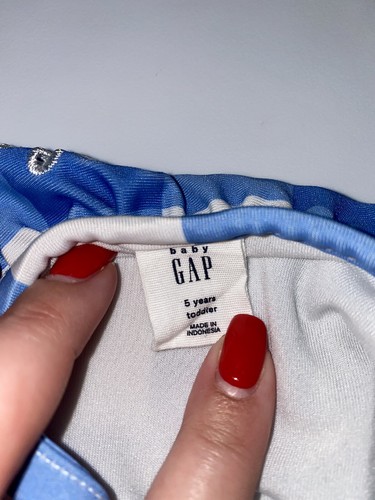 baby
GAP
5 years
toddler
MADE IN
INDONESIA